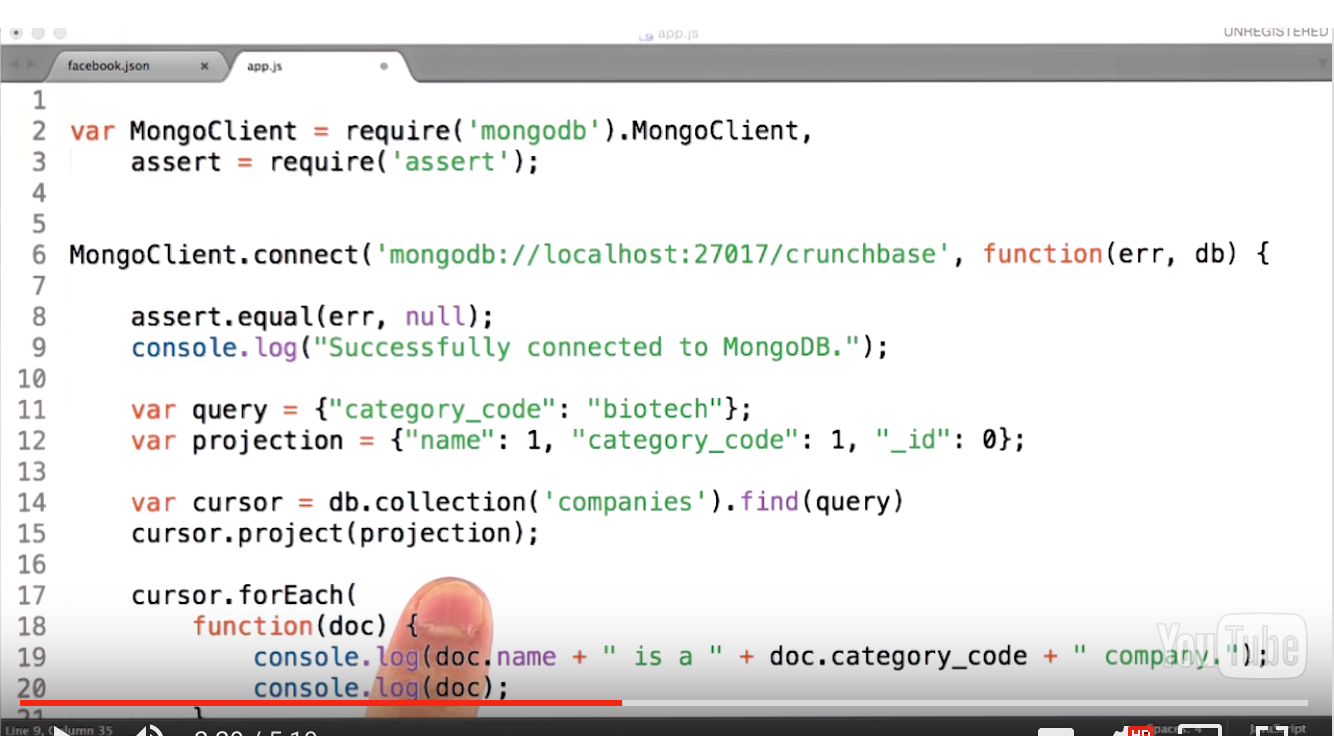 app.js
UNREGISTERED
facebook.json × app.js
1
2 var MongoClient = require('mongodb').MongoClient,
3 assert = require('assert');
4
5
6 MongoClient.connect('mongodb://localhost:27017/crunchbase', function(err, db) {
7
8 assert.equal(err, null);
9 console.log("Successfully connected to MongoDB.");
10
11 var query = {"category_code": "biotech"};
12 var projection = {"name": 1, "category_code": 1, "_id": 0};
13
14 var cursor = db.collection('companies').find(query)
15 cursor.project(projection);
16
17 cursor.forEach(
18 function(doc) {
19 console.log(doc.name + " is a " + doc.category_code + " company.");
20 console.log(doc);
21 }
YouTube
Line 9, Column 35
HD
JavaScript